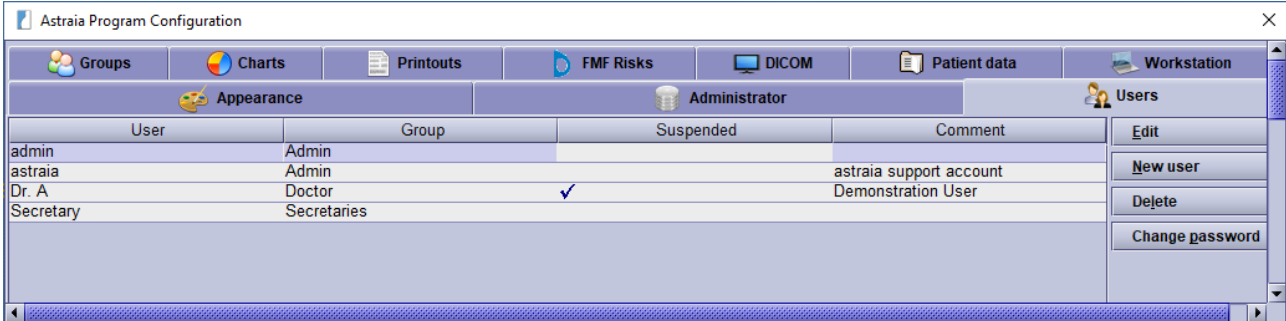 Astraia Program Configuration
Groups Charts Printouts FMF Risks DICOM Patient data Workstation
Appearance Administrator Users
User Group Suspended Comment Edit
admin Admin
astraia Admin astraia support account New user
Dr. A Doctor Demonstration User Delete
Secretary Secretaries
Change password